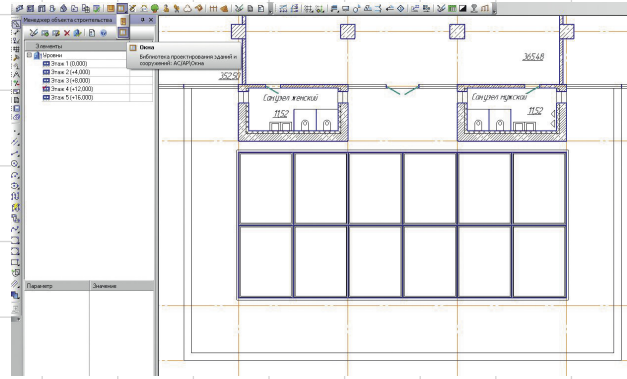 Менеджер объекта строительства
Элементы
Уровни
Этаж 1 (0,000)
Этаж 2 (+4,000)
Этаж 3 (+8,000)
Этаж 4 (+12,000)
Этаж 5 (+16,000)
Окна
Библиотека проектирования зданий и
сооружений: АС/АР\Окна
36548
35250
Санузел женский
1152
Санузел мужской
1152
Параметр Значение